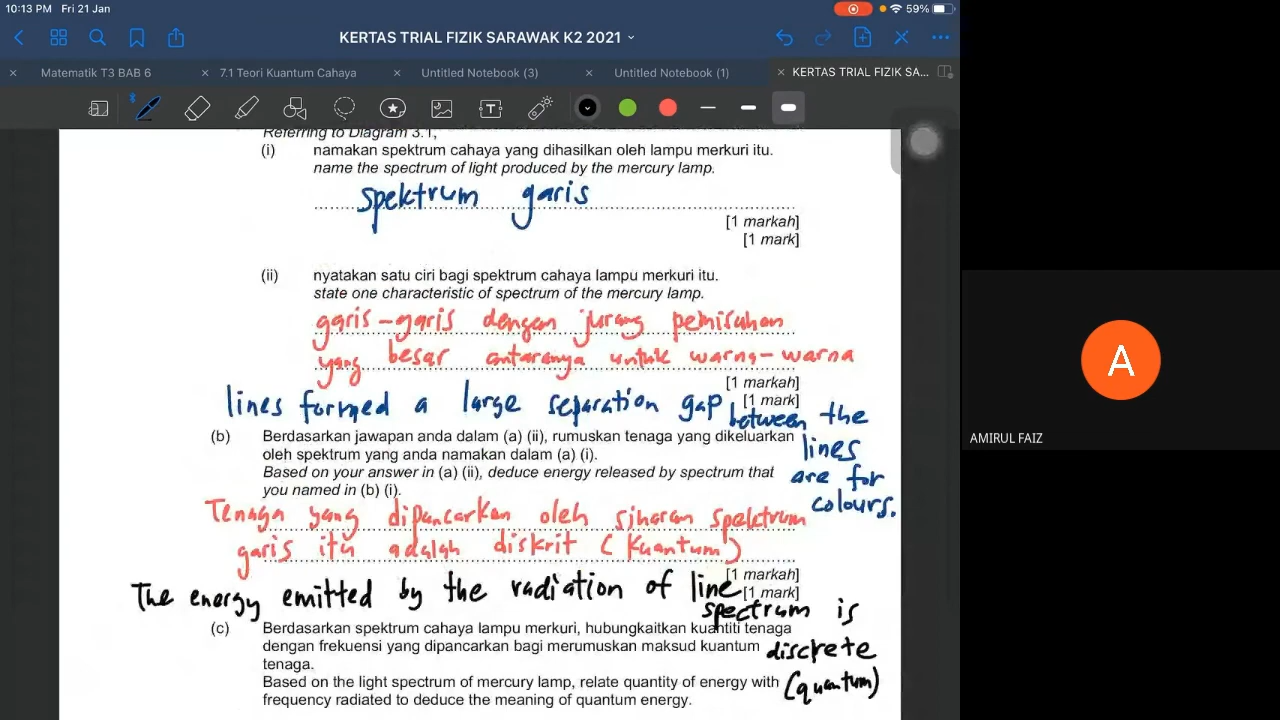 10:13 PM Fri 21 Jan
59%
KERTAS TRIAL FIZIK SARAWAK K2 2021
Matematik T3 BAB 6
7.1 Teori Kuantum Cahaya
Untitled Notebook (3)
Untitled Notebook (1)
KERTAS TRIAL FIZIK SA...
Referring to Diagram 3.1,
(i) namakan spektrum cahaya yang dihasilkan oleh lampu merkuri itu.
name the spectrum of light produced by the mercury lamp.
spektrum garis
[1 markah]
[1 mark]
(ii) nyatakan satu ciri bagi spektrum cahaya lampu merkuri itu.
state one characteristic of spectrum of the mercury lamp.
garis-garis dengan jurang pemisahan
yang besar antaranya untuk warna-warna
[1 markah]
[1 mark]
lines formed a large separation gap between the
lines
are for
colours.
(b) Berdasarkan jawapan anda dalam (a) (ii), rumuskan tenaga yang dikeluarkan
oleh spektrum yang anda namakan dalam (a) (i).
Based on your answer in (a) (ii), deduce energy released by spectrum that
you named in (b) (i).
Tenaga yang dipancarkan oleh sinaran spektrum
garis itu adalah diskrit (kuantum)
[1 markah]
[1 mark]
The energy emitted by the radiation of line
spectrum is
discrete
(quantum)
(c) Berdasarkan spektrum cahaya lampu merkuri, hubungkaitkan kuantiti tenaga
dengan frekuensi yang dipancarkan bagi merumuskan maksud kuantum
tenaga.
Based on the light spectrum of mercury lamp, relate quantity of energy with
frequency radiated to deduce the meaning of quantum energy.
A
AMIRUL FAIZ